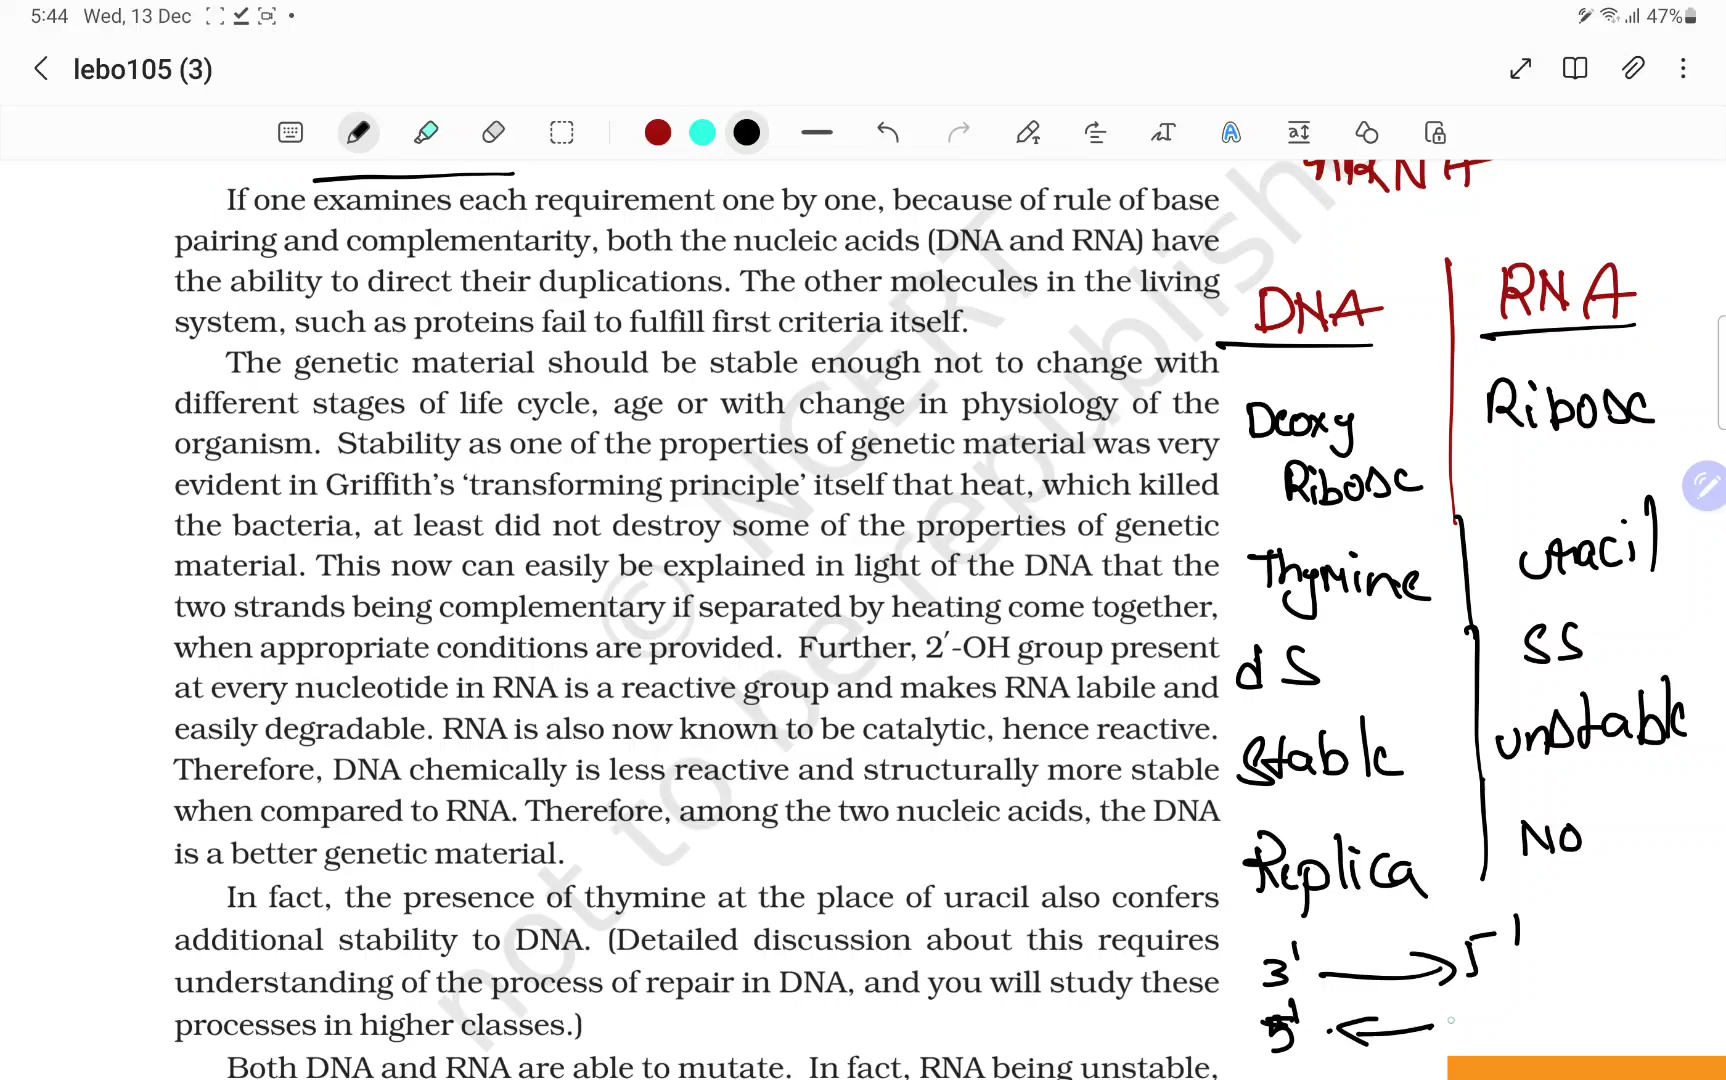 5:44 Wed, 13 Dec
47%
lebo105 (3)
If one examines each requirement one by one, because of rule of base
pairing and complementarity, both the nucleic acids (DNA and RNA) have
the ability to direct their duplications. The other molecules in the living
system, such as proteins fail to fulfill first criteria itself.
The genetic material should be stable enough not to change with
different stages of life cycle, age or with change in physiology of the
organism. Stability as one of the properties of genetic material was very
evident in Griffith's 'transforming principle' itself that heat, which killed
the bacteria, at least did not destroy some of the properties of genetic
material. This now can easily be explained in light of the DNA that the
two strands being complementary if separated by heating come together,
when appropriate conditions are provided. Further, 2′-OH group present
at every nucleotide in RNA is a reactive group and makes RNA labile and
easily degradable. RNA is also now known to be catalytic, hence reactive.
Therefore, DNA chemically is less reactive and structurally more stable
when compared to RNA. Therefore, among the two nucleic acids, the DNA
is a better genetic material.
In fact, the presence of thymine at the place of uracil also confers
additional stability to DNA. (Detailed discussion about this requires
understanding of the process of repair in DNA, and you will study these
processes in higher classes.)
Both DNA and RNA are able to mutate. In fact, RNA being unstable,
© NCERT
not to be republish
DNA RNA
Deoxy Ribose
Ribose
Thymine uracil
dS SS
Stable unstable
Replica NO
3' → 5'
5' ←